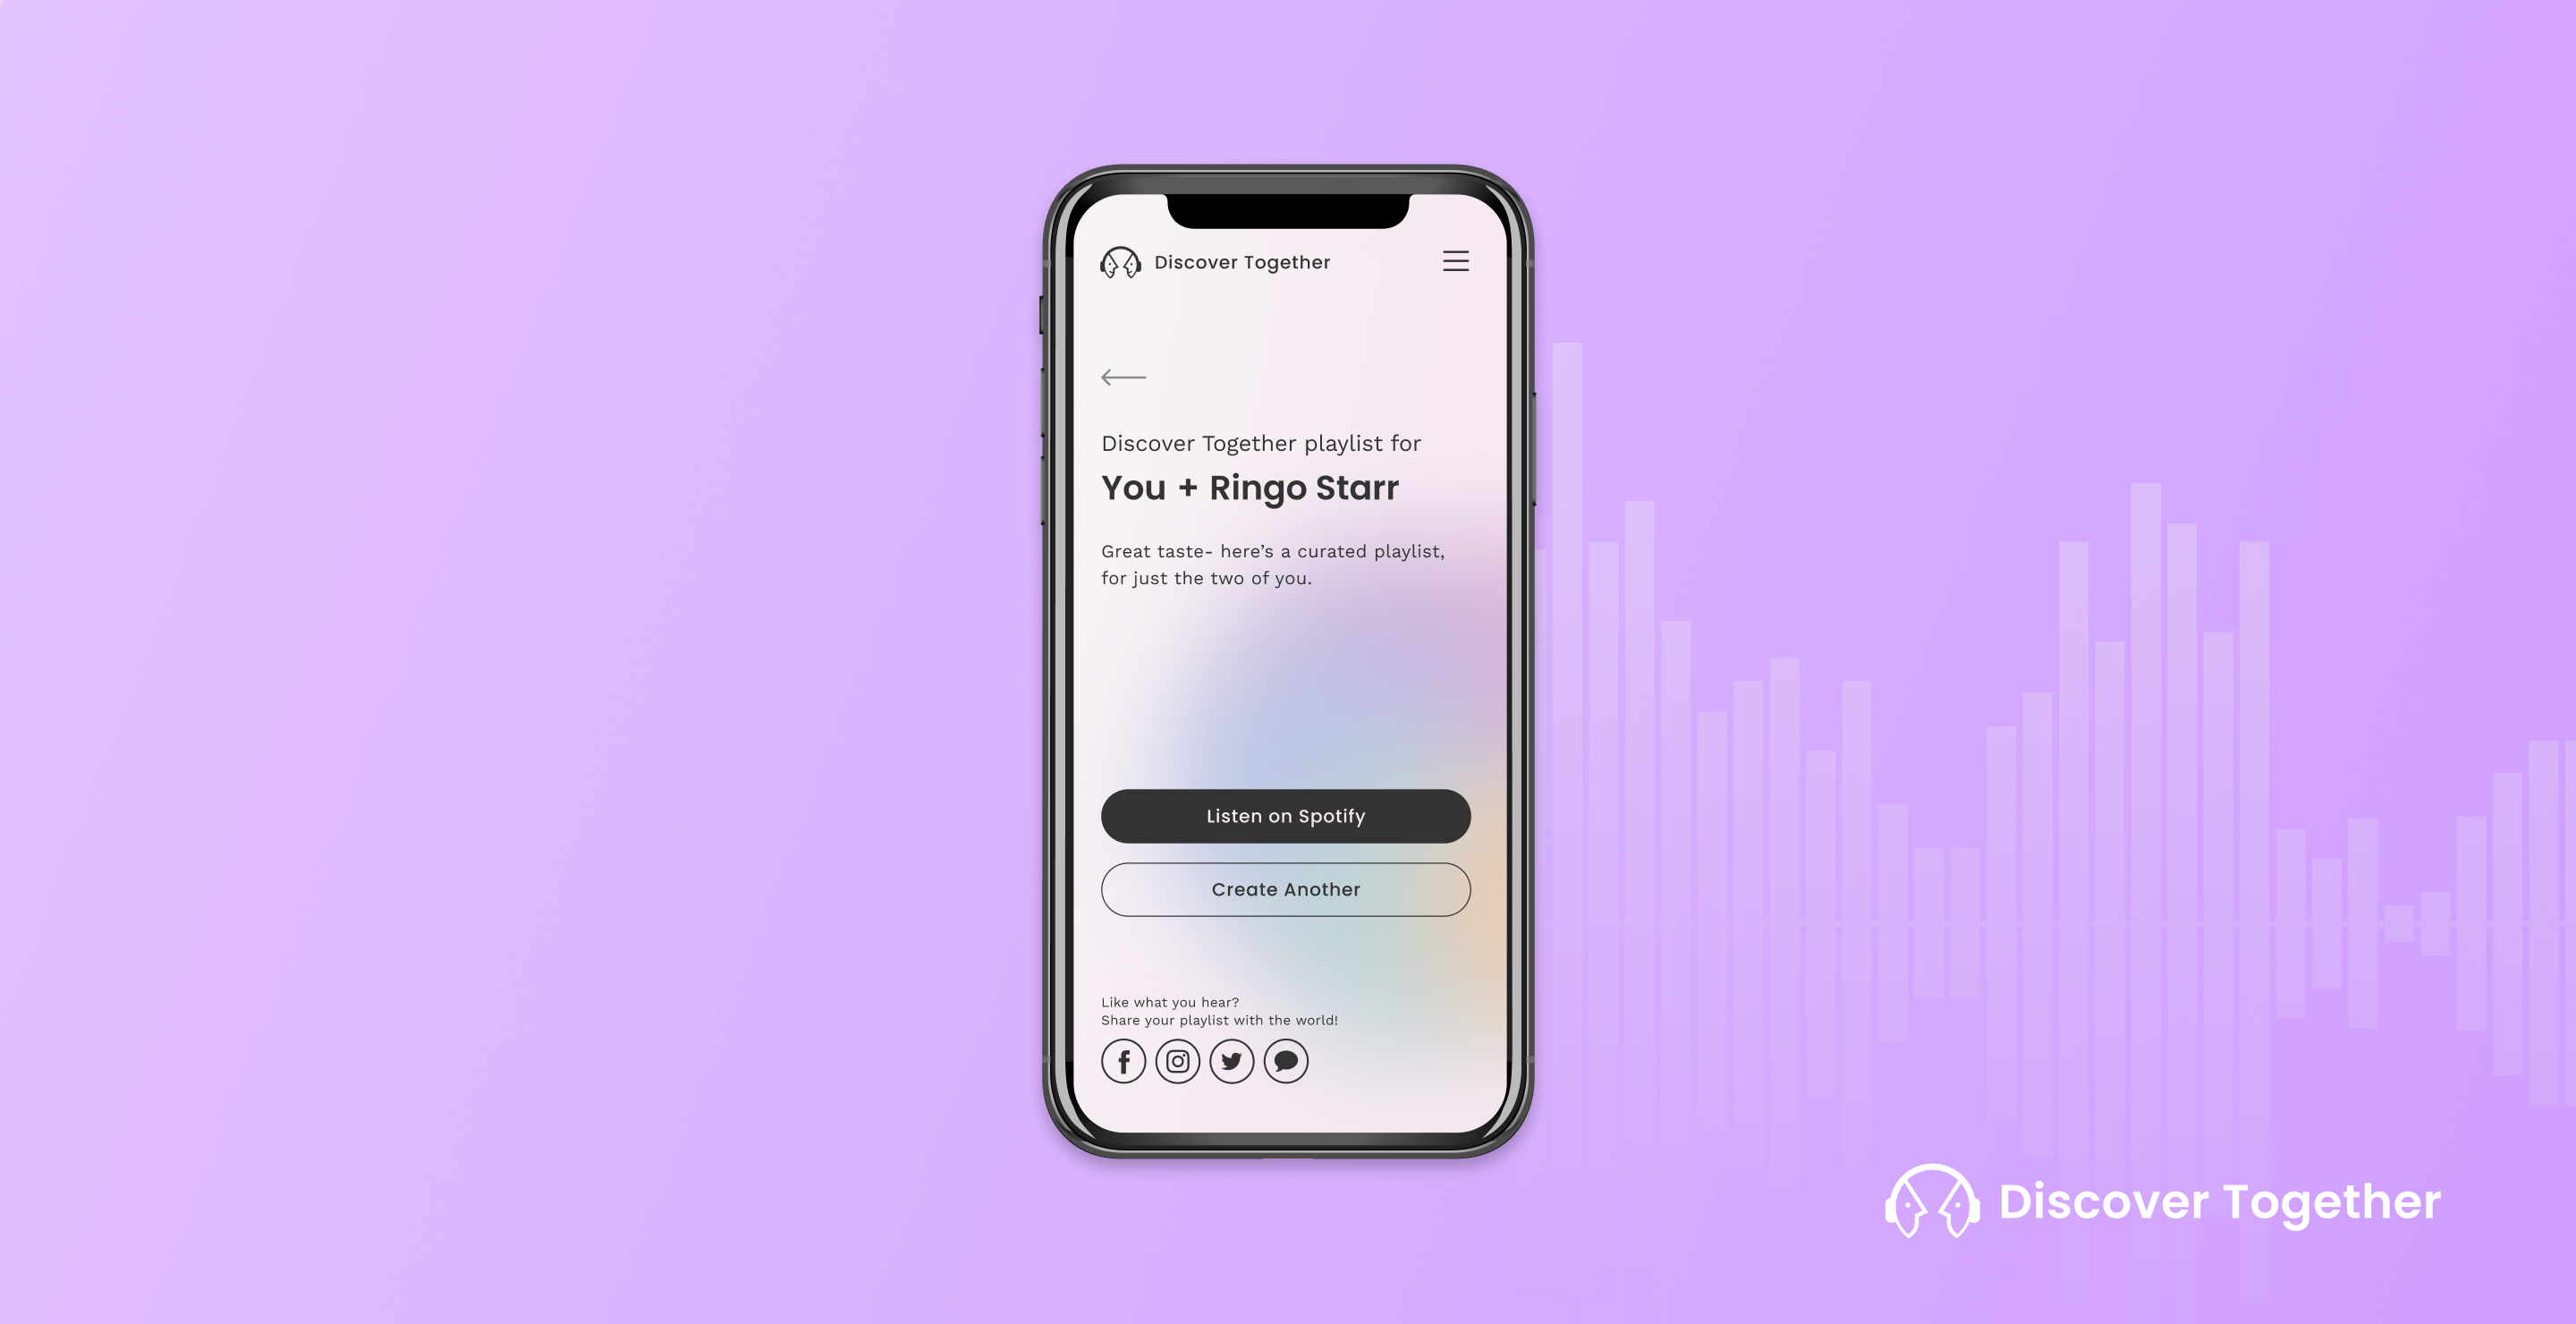 Discover Together
Discover Together playlist for
You + Ringo Starr
Great taste- here’s a curated playlist,
for just the two of you.
Listen on Spotify
Create Another
Like what you hear?
Share your playlist with the world!
Discover Together